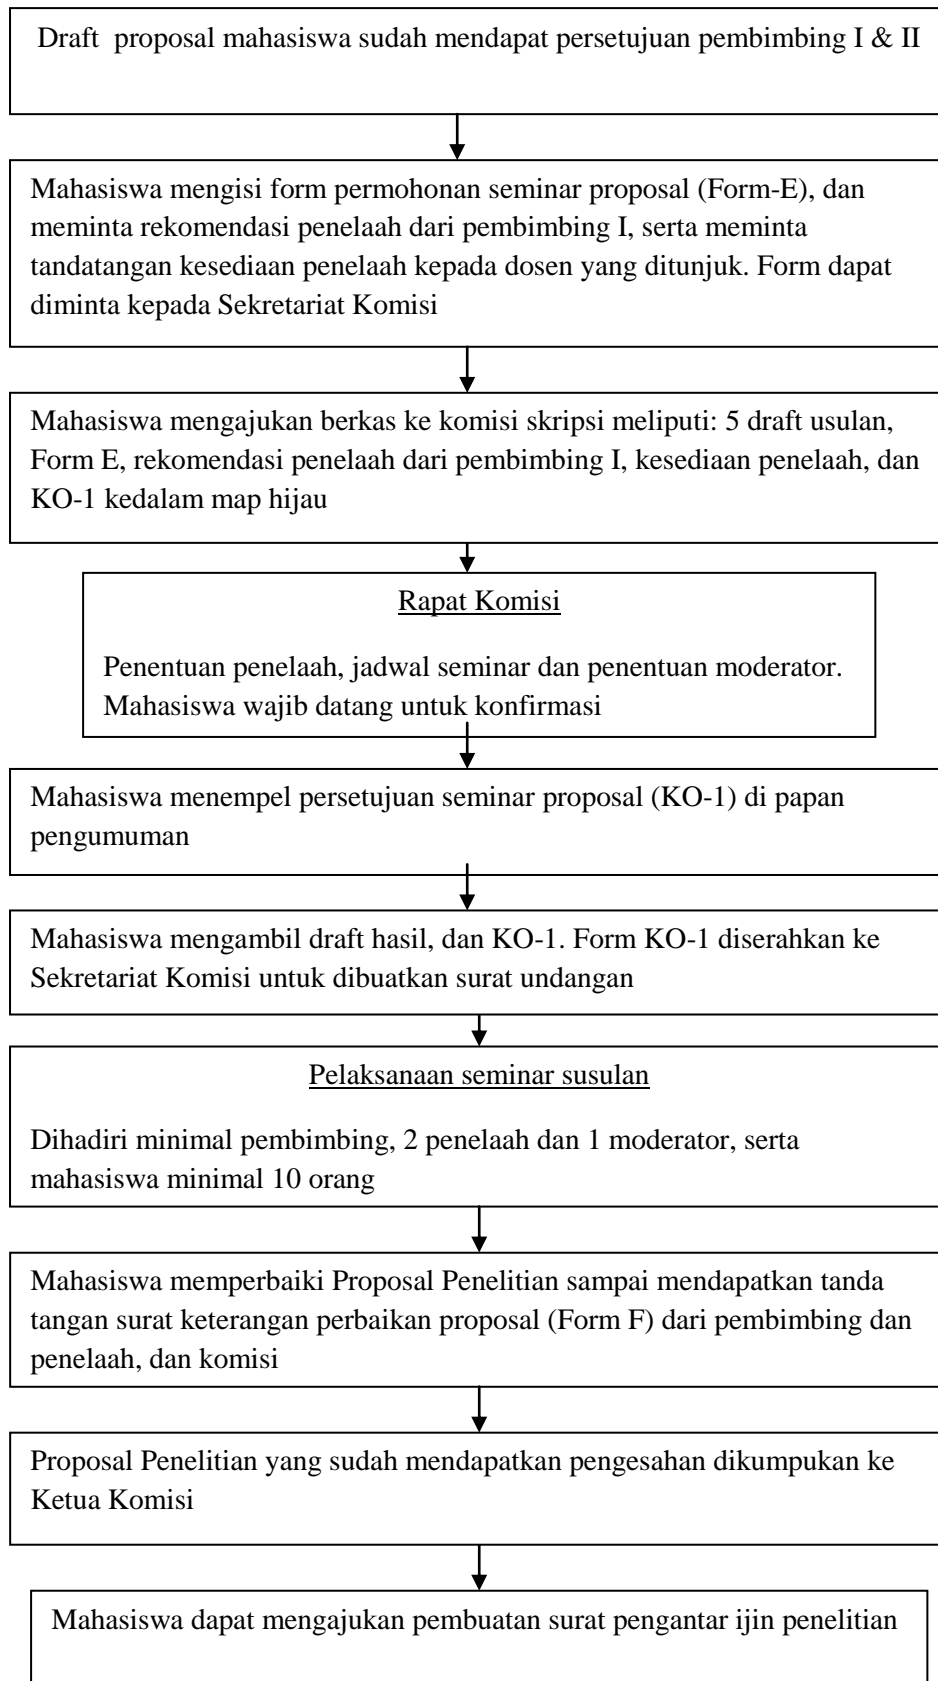 Draft  proposal mahasiswa sudah mendapat persetujuan pembimbing I & II
Mahasiswa mengisi form permohonan seminar proposal (Form-E), dan
meminta rekomendasi penelaah dari pembimbing I, serta meminta
tandatangan kesediaan penelaah kepada dosen yang ditunjuk. Form dapat
diminta kepada Sekretariat Komisi
Mahasiswa mengajukan berkas ke komisi skripsi meliputi: 5 draft usulan,
Form E, rekomendasi penelaah dari pembimbing I, kesediaan penelaah, dan
KO-1 kedalam map hijau
Rapat Komisi
Penentuan penelaah, jadwal seminar dan penentuan moderator.
Mahasiswa wajib datang untuk konfirmasi
Mahasiswa menempel persetujuan seminar proposal (KO-1) di papan
pengumuman
Mahasiswa mengambil draft hasil, dan KO-1. Form KO-1 diserahkan ke
Sekretariat Komisi untuk dibuatkan surat undangan
Pelaksanaan seminar susulan
Dihadiri minimal pembimbing, 2 penelaah dan 1 moderator, serta
mahasiswa minimal 10 orang
Mahasiswa memperbaiki Proposal Penelitian sampai mendapatkan tanda
tangan surat keterangan perbaikan proposal (Form F) dari pembimbing dan
penelaah, dan komisi
Proposal Penelitian yang sudah mendapatkan pengesahan dikumpukan ke
Ketua Komisi
Mahasiswa dapat mengajukan pembuatan surat pengantar ijin penelitian